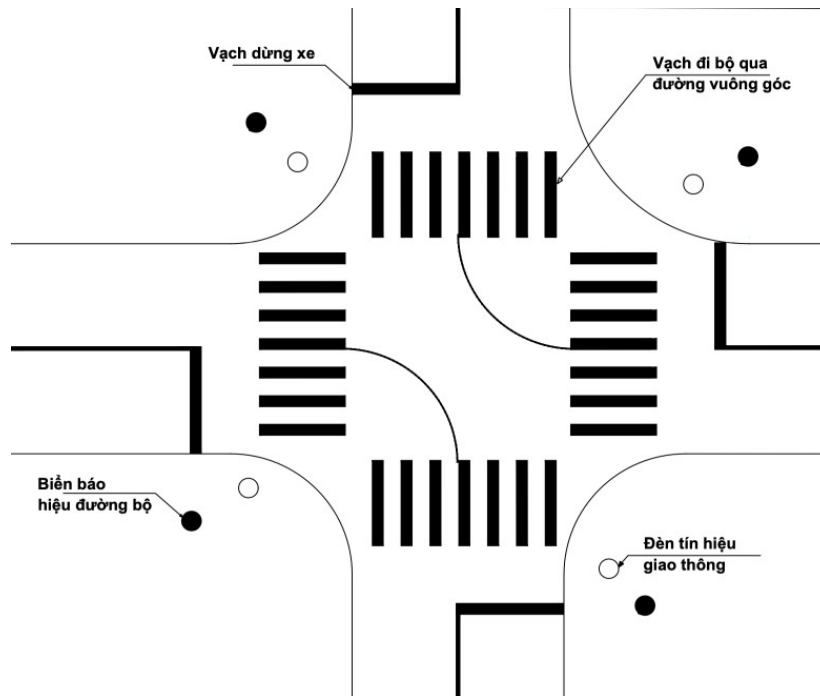 Vạch dừng xe
Vạch đi bộ qua
đường vuông góc
Biển báo
hiệu đường bộ
Đèn tín hiệu
giao thông